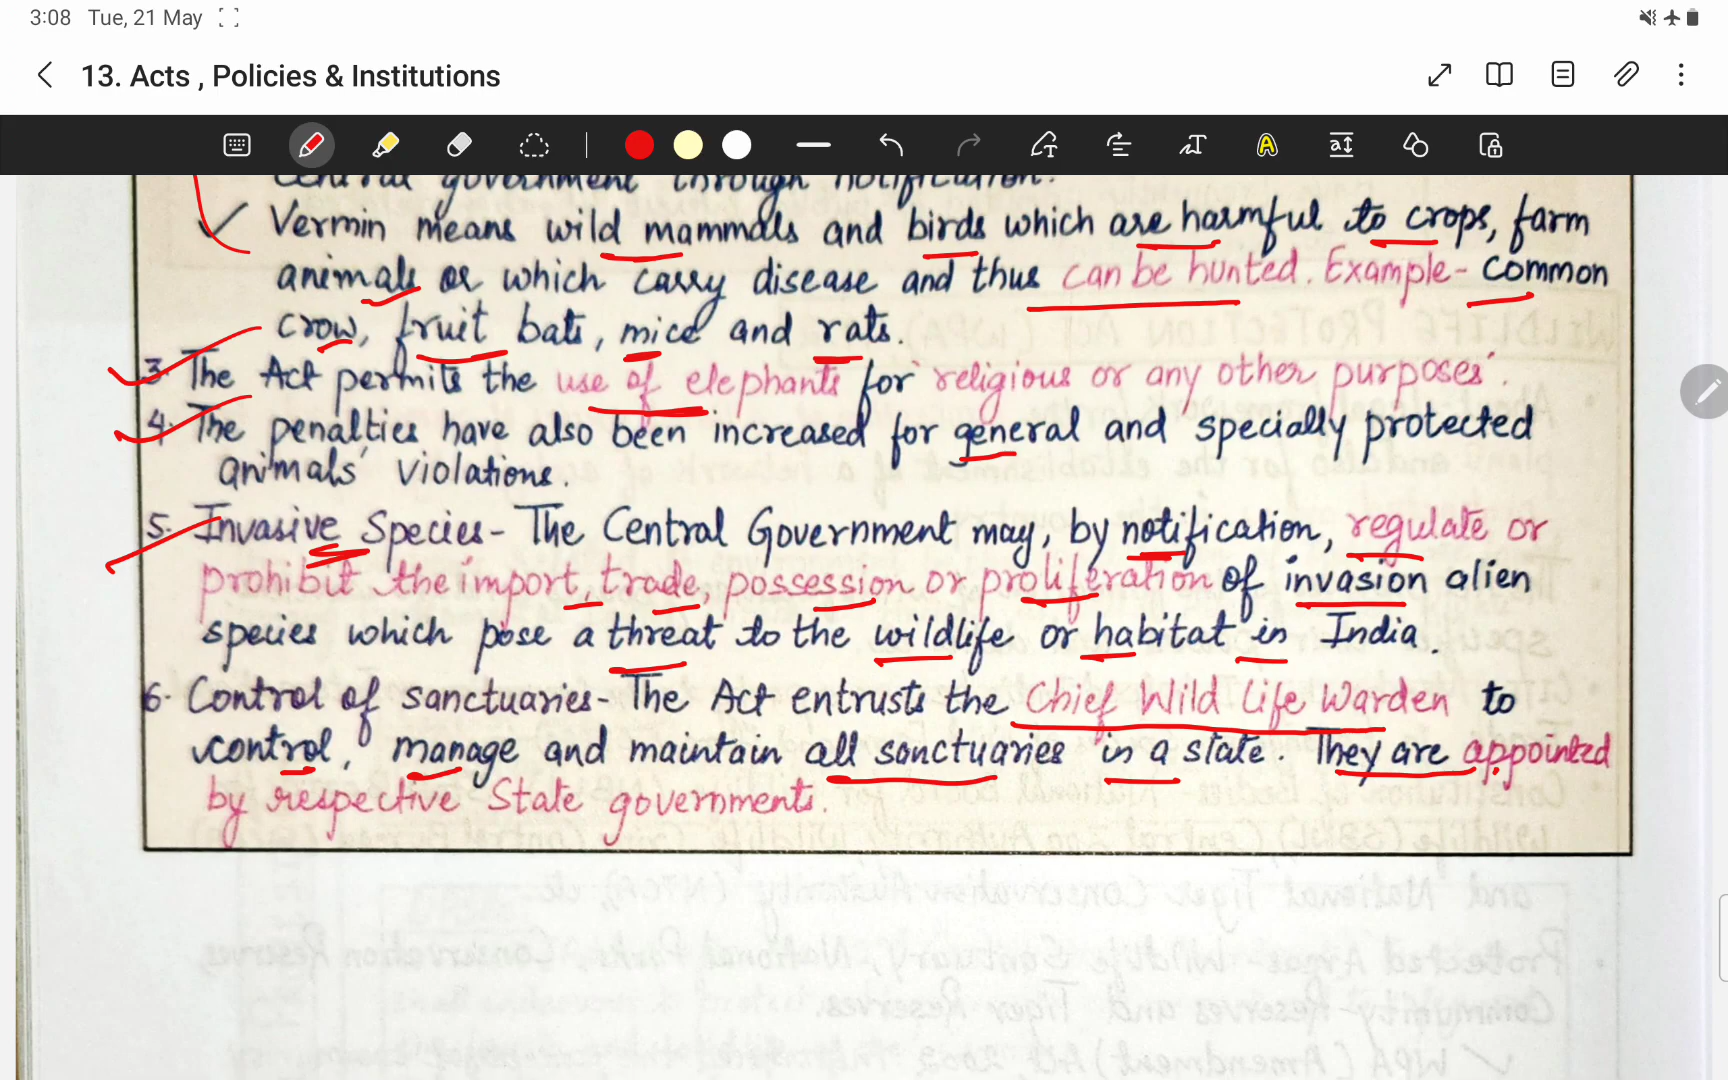 3:08 Tue, 21 May
13. Acts , Policies & Institutions
Central government through notification.
✓ Vermin means wild mammals and birds which are harmful to crops, farm
animals or which carry disease and thus can be hunted. Example- common
crow, fruit bats, mice and rats.
3. The Act permits the use of elephants for 'religious or any other purposes'.
4. The penalties have also been increased for general and specially protected
animals' violations.
5. Invasive Species- The Central Government may, by notification, regulate or
prohibit the import, trade, possession or proliferation of invasion alien
species which pose a threat to the wildlife or habitat in India.
6. Control of sanctuaries- The Act entrusts the Chief Wild Life Warden to
control, manage and maintain all sanctuaries in a state. They are appointed
by respective State governments.